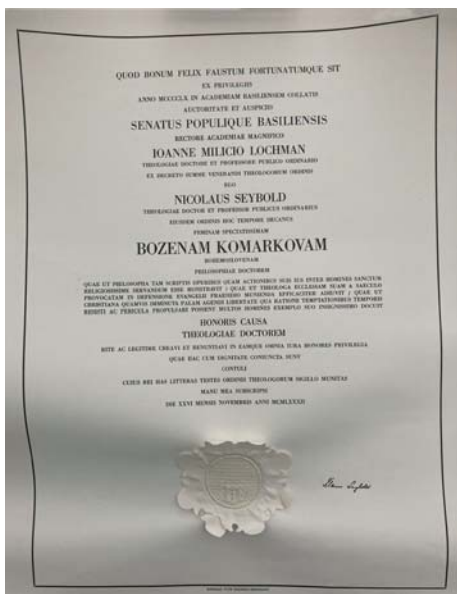 QUOD BONUM FELIX FAUSTUM FORTUNATUMQUE SIT
EX PRIVILEGIIS
ANNO MCCCCLX IN ACADEMIAM BASILIENSEM COLLATIS
AUCTORITATE ET AUSPICIO
SENATUS POPULIQUE BASILIENSIS
RECTORE ACADEMIAE MAGNIFICO
IOANNE MILICIO LOCHMAN
THEOLOGIAE DOCTORE ET PROFESSORE PUBLICO ORDINARIO
EX DECRETO SUMME VENERANDI THEOLOGORUM ORDINIS
EGO
NICOLAUS SEYBOLD
THEOLOGIAE DOCTOR ET PROFESSOR PUBLICUS ORDINARIUS
EIUSDEM ORDINIS HOC TEMPORE DECANUS
FEMINAM SPECTATISSIMAM
BOZENAM KOMARKOVAM
BOHEMOSLOVENAM
PHILOSOPHIAE DOCTOREM
QUAE UT PHILOSOPHA TAM SCRIPTIS OPERIBUS QUAM ACTIONIBUS SUIS IUS INTER HOMINES SANCTUM
RELIGIOSISSIME SERVANDUM ESSE MONSTRAVIT / QUAE UT THEOLOGA ECCLESIAM SUAM A SAECULO
PROVOCATAM IN DEFENSIONE EVANGELII PRAESIDIO MUNIENDA EFFICACITER ADIUVIT / QUAE UT
CHRISTIANA QUAMVIS DEMINUTA PALAM AGENDI LIBERTATE QUA RATIONE TEMPTATIONIBUS TEMPORIS
RESISTI AC PERICULA PROPULSARI POSSENT MULTOS HOMINES EXEMPLO SUO INSIGNISSIMO DOCUIT
HONORIS CAUSA
THEOLOGIAE DOCTOREM
RITE AC LEGITIME CREAVI ET RENUNTIAVI IN EAMQUE OMNIA IURA HONORES PRIVILEGIA
QUAE HAC CUM DIGNITATE CONIUNCTA SUNT
CONTULI
CUIUS REI HAS LITTERAS TESTES ORDINIS THEOLOGORUM SIGILLO MUNITAS
MANU MEA SUBSCRIPSI
DIE XXVI MENSIS NOVEMBRIS ANNI MCMLXXXII